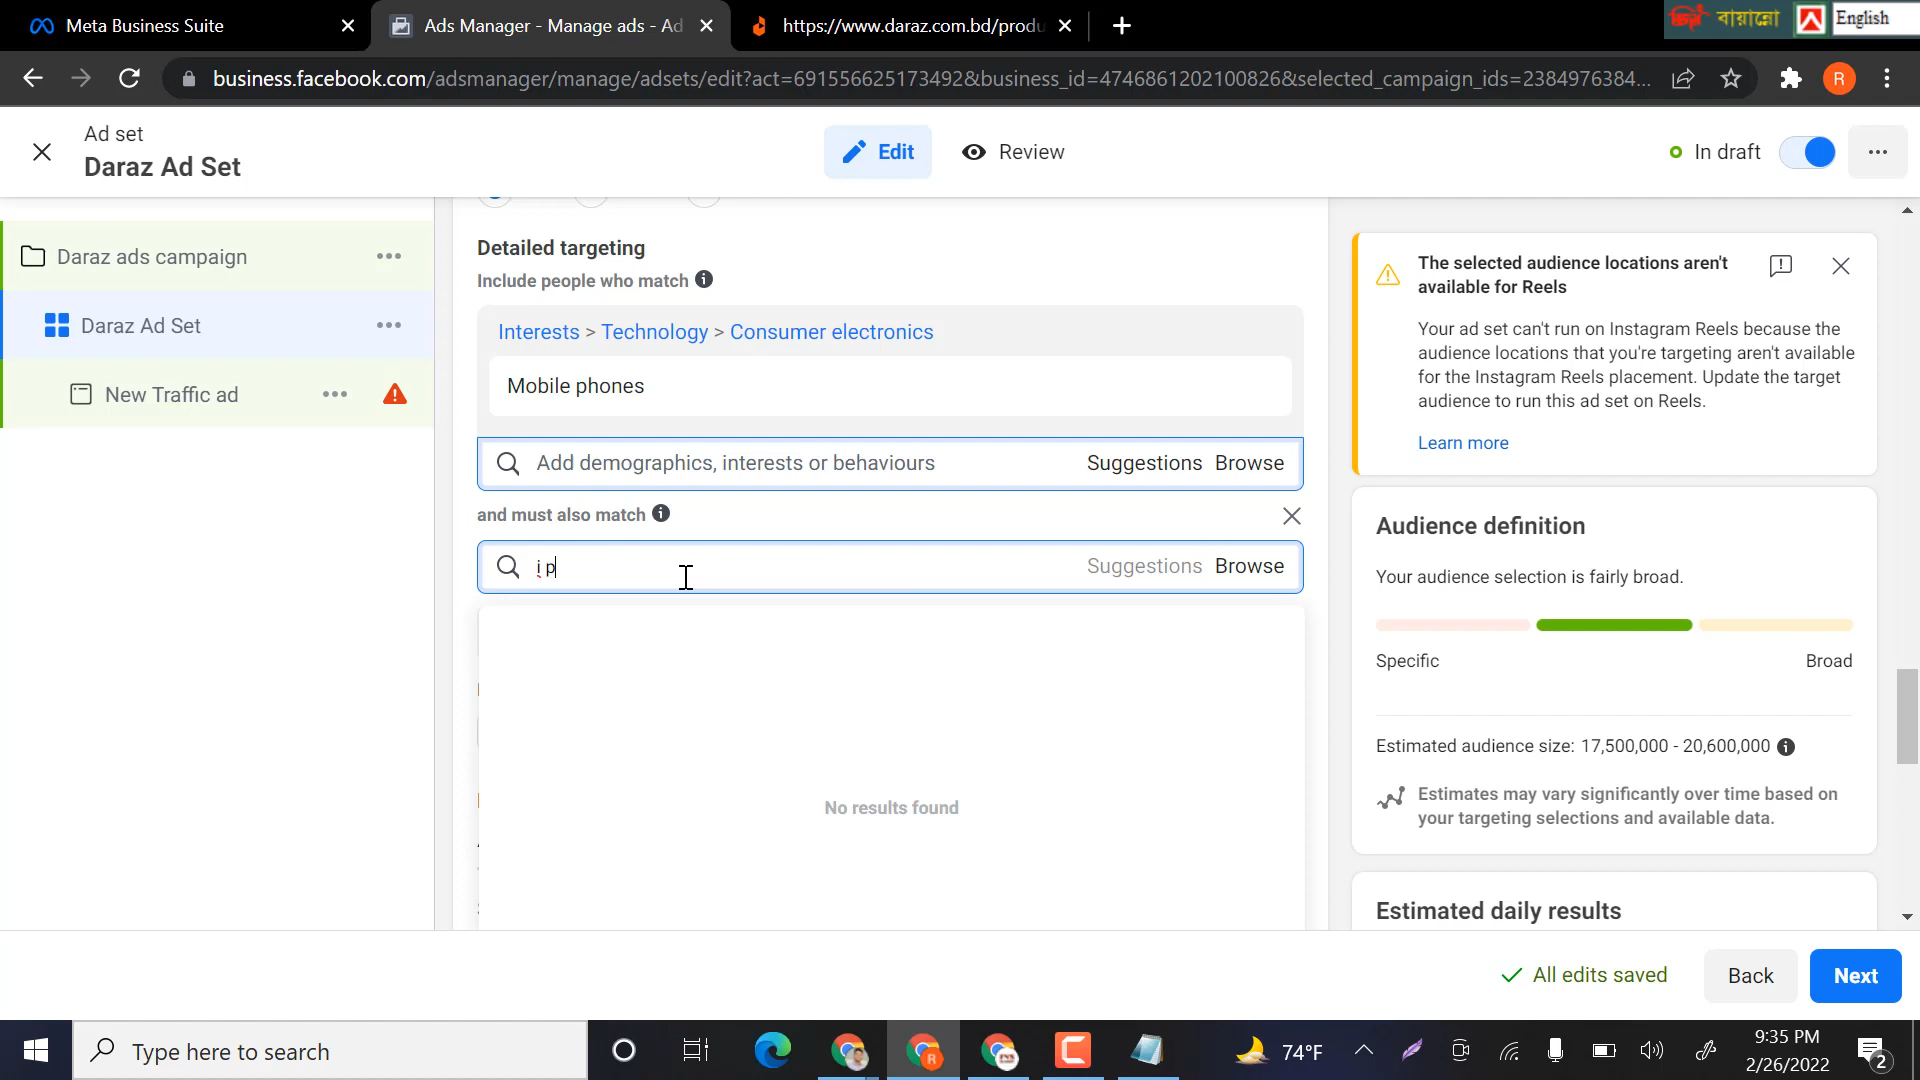 Meta Business Suite
Ads Manager - Manage ads - Ad
https://www.daraz.com.bd/produ
বায়ান্নো
English
business.facebook.com/adsmanager/manage/adsets/edit?act=691556625173492&business_id=4746861202100826&selected_campaign_ids=2384976384...
R
Ad set
Daraz Ad Set
Edit
Review
In draft
Daraz ads campaign
Daraz Ad Set
New Traffic ad
Detailed targeting
Include people who match
Interests > Technology > Consumer electronics
Mobile phones
Add demographics, interests or behaviours
Suggestions
Browse
and must also match
i p
Suggestions
Browse
No results found
The selected audience locations aren't
available for Reels
Your ad set can't run on Instagram Reels because the
audience locations that you're targeting aren't available
for the Instagram Reels placement. Update the target
audience to run this ad set on Reels.
Learn more
Audience definition
Your audience selection is fairly broad.
Specific
Broad
Estimated audience size: 17,500,000 - 20,600,000
Estimates may vary significantly over time based on
your targeting selections and available data.
Estimated daily results
All edits saved
Back
Next
Type here to search
R
74°F
9:35 PM
2/26/2022
2